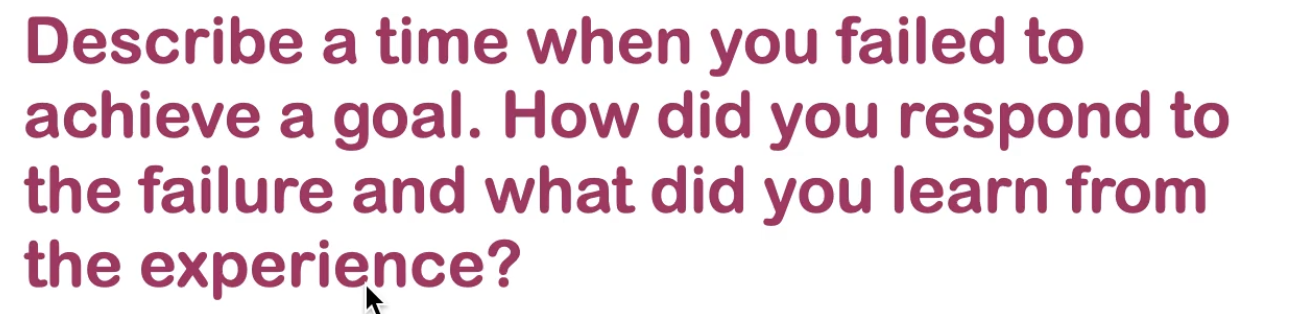 Describe a time when you failed to
achieve a goal. How did you respond to
the failure and what did you learn from
the experience?